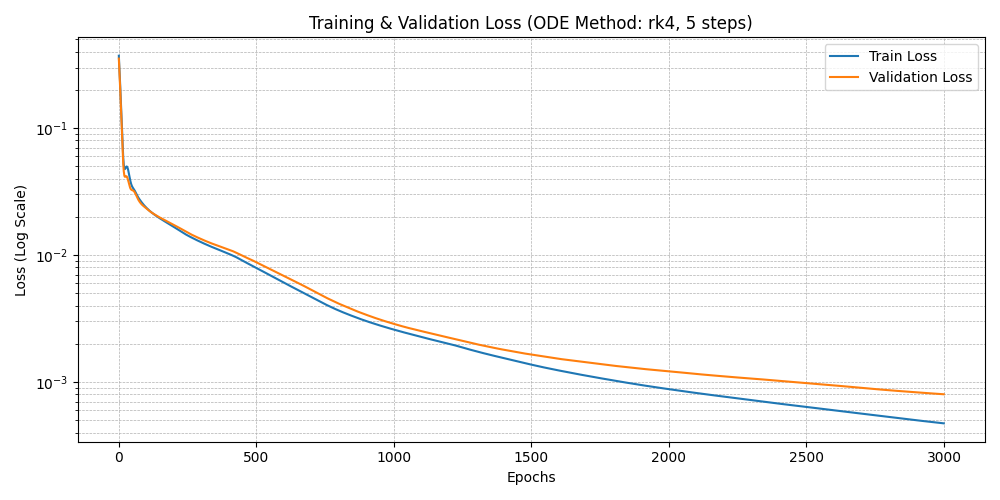 Training & Validation Loss (ODE Method: rk4, 5 steps)
Train Loss
Validation Loss
Loss (Log Scale)
10⁻¹
10⁻²
10⁻³
0 500 1000 1500 2000 2500 3000
Epochs